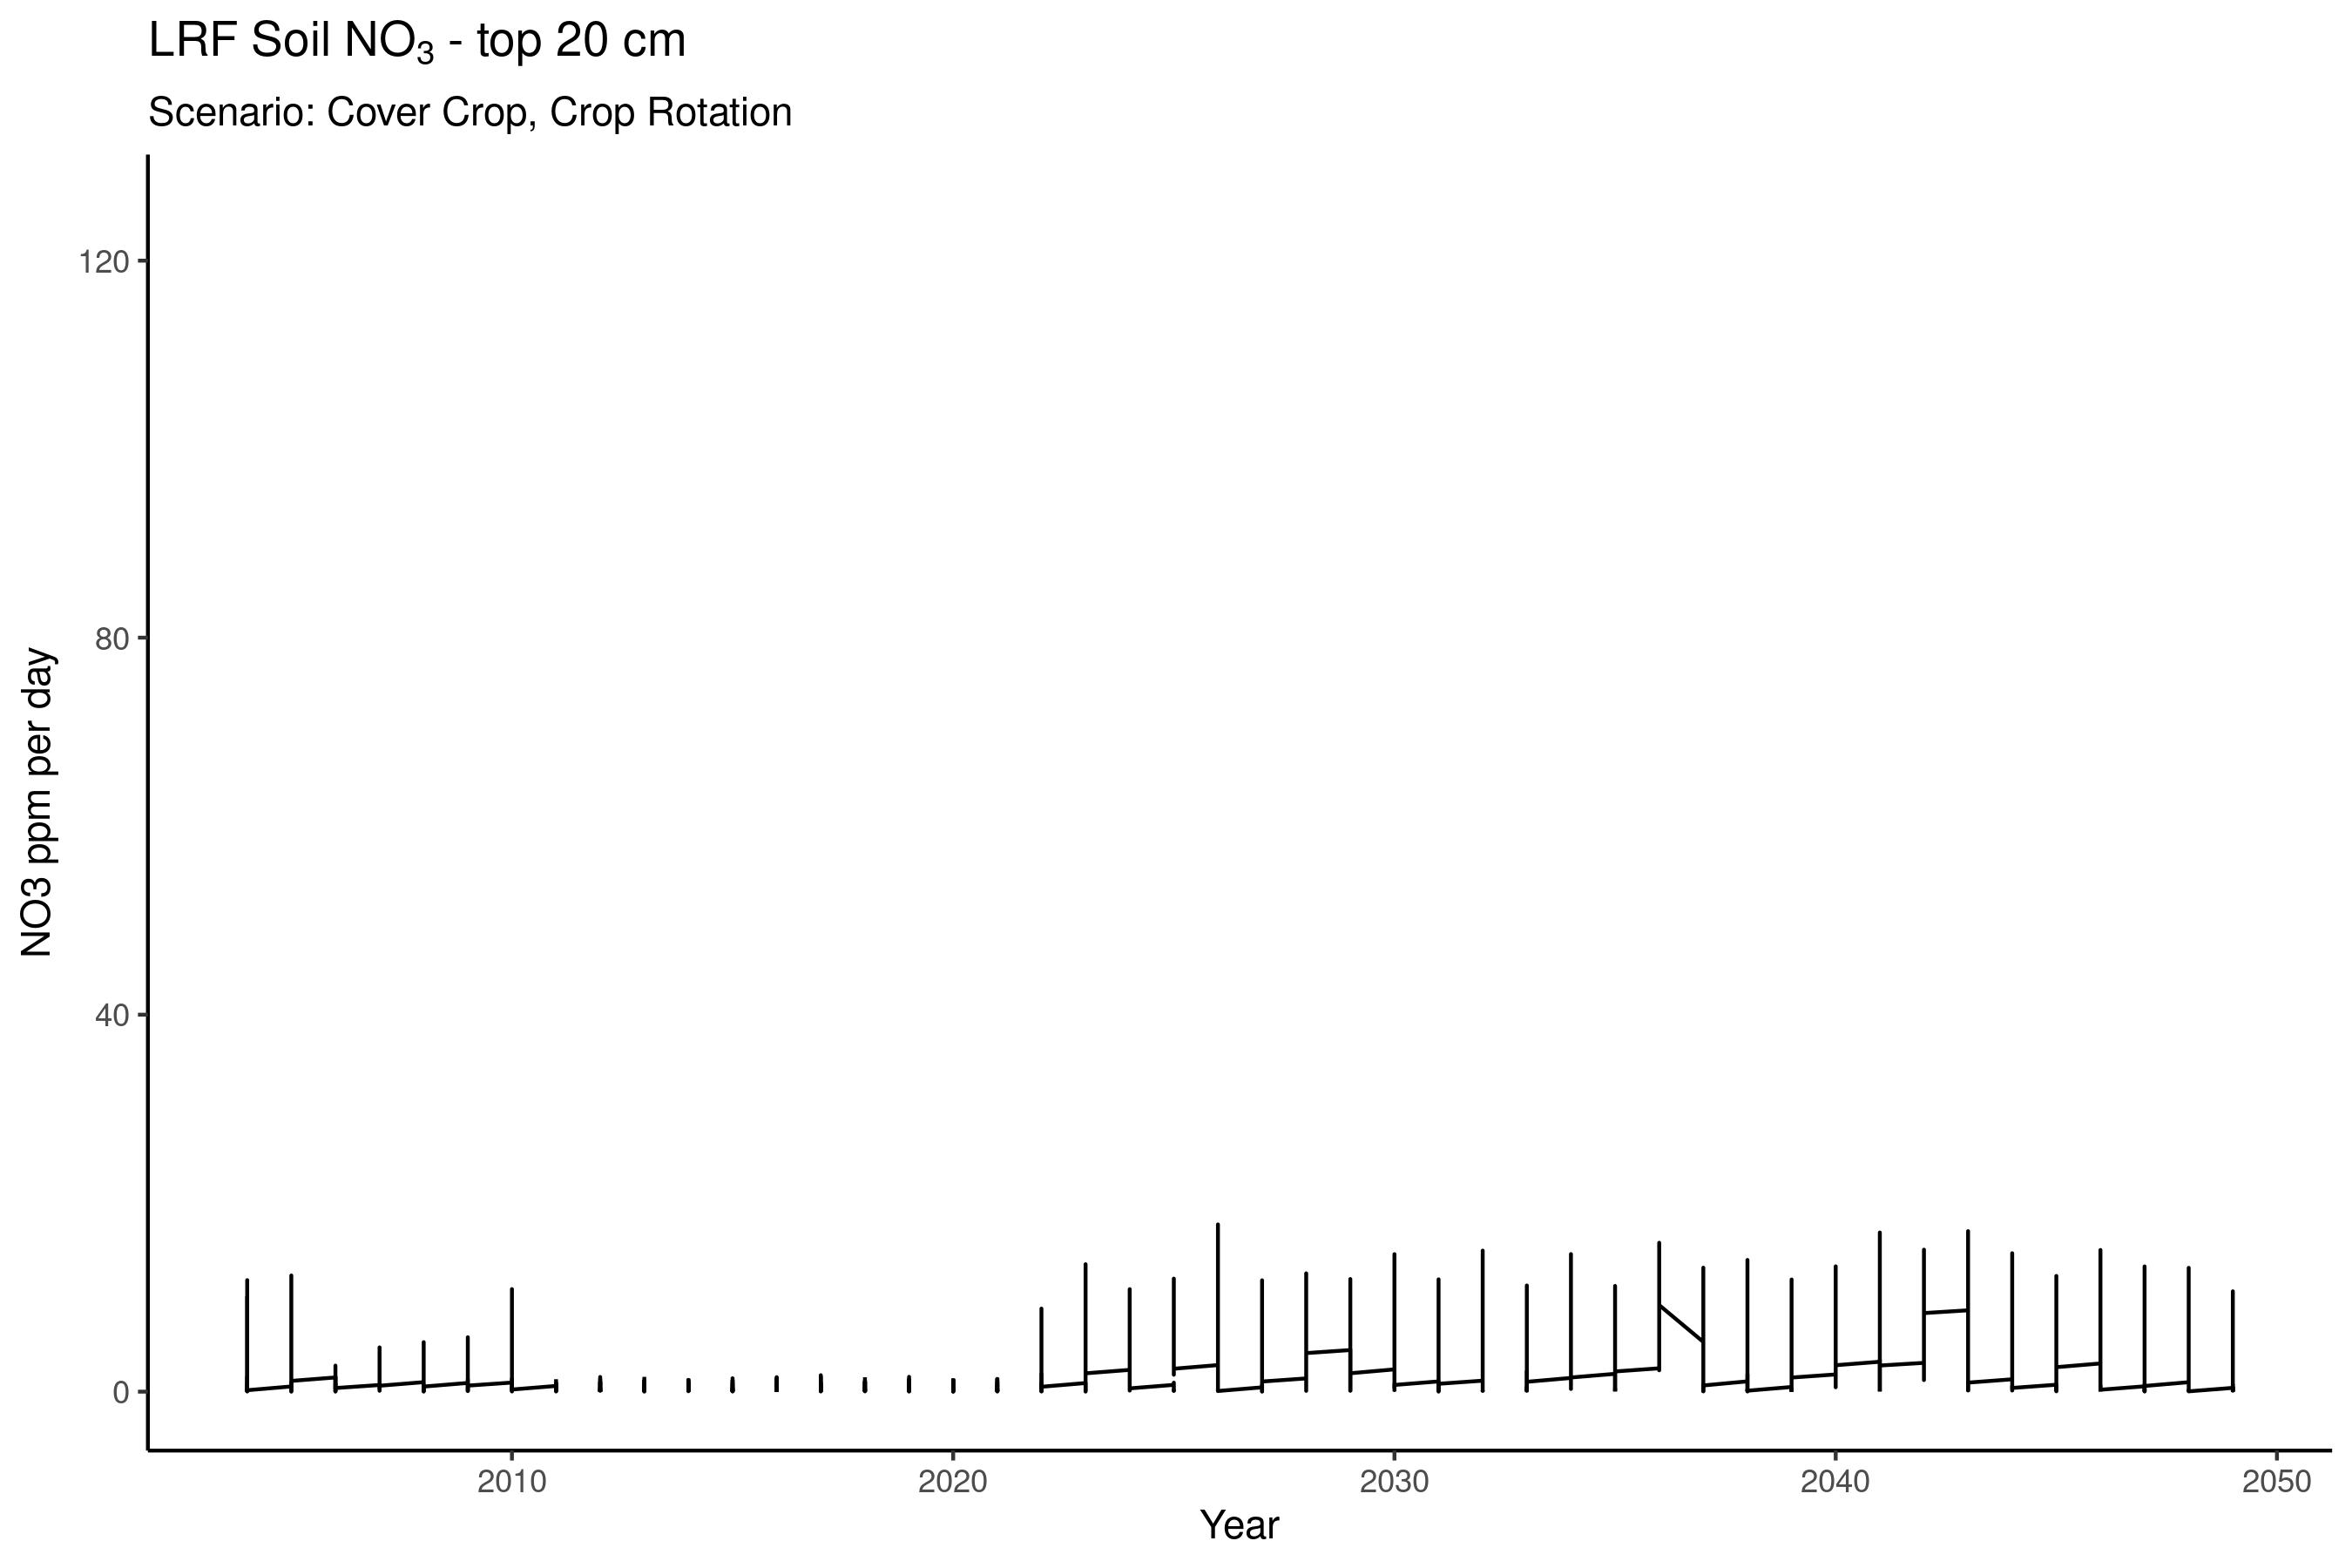 LRF Soil NO₃ - top 20 cm
Scenario: Cover Crop, Crop Rotation
NO3 ppm per day
120
80
40
0
2010 2020 2030 2040 2050
Year